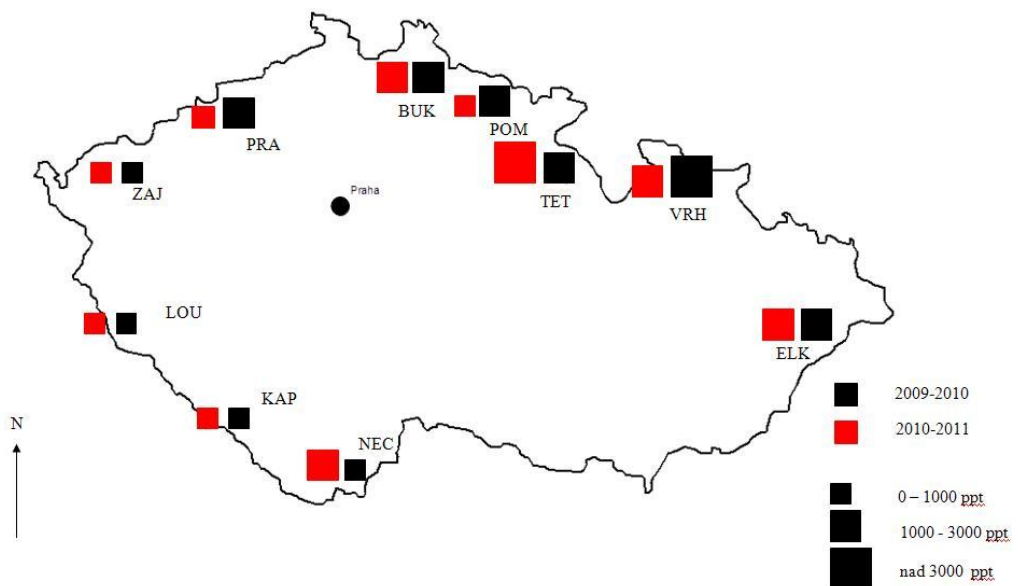 BUK
POM
PRA
Praha
ZAJ
TET
VRH
LOU
ELK
KAP
NEC
N
2009-2010
2010-2011
0 – 1000 ppt
1000 - 3000 ppt
nad 3000 ppt